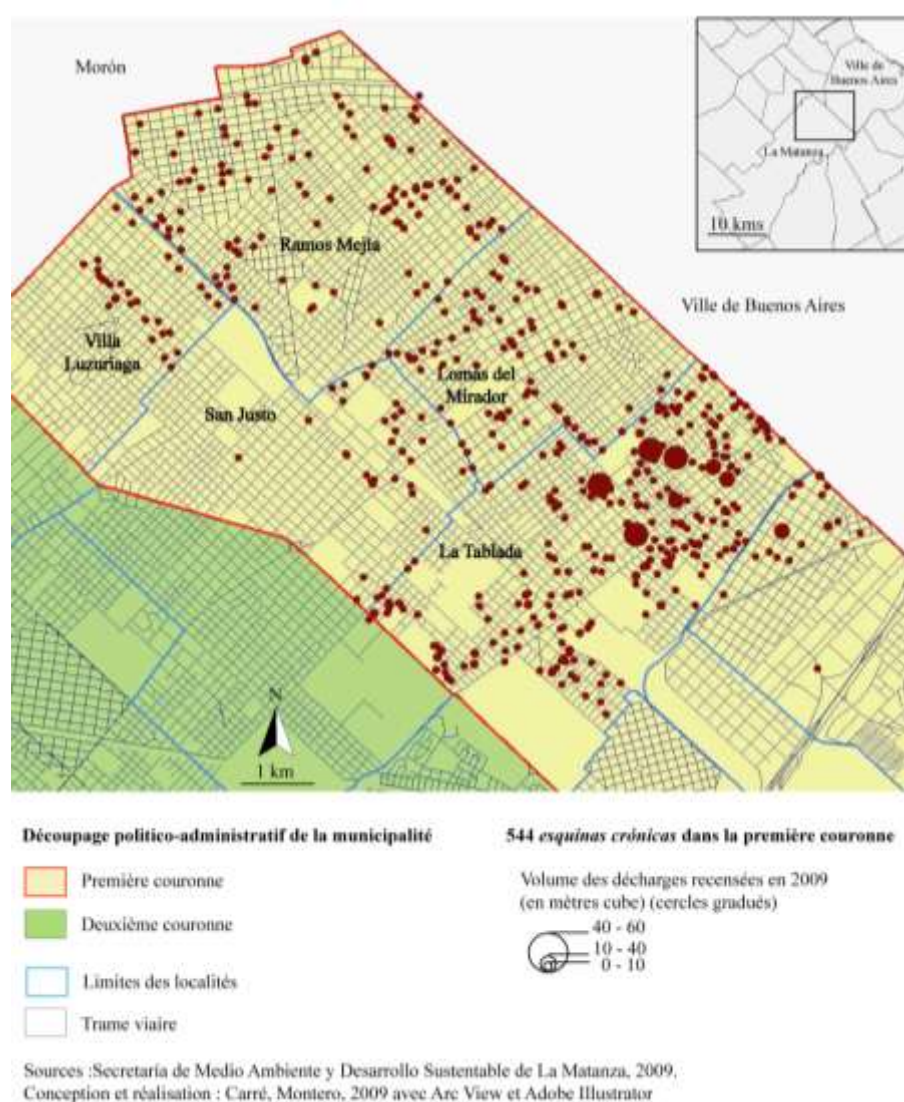 Morón
Ville de
Buenos Aires
La Matanza
10 kms
Ramos Mejía
Ville de Buenos Aires
Villa
Luzuriaga
Lomas del
Mirador
San Justo
La Tablada
N
1 km
Découpage politico-administratif de la municipalité
Première couronne
Deuxième couronne
Limites des localités
Trame viaire
544 esquinas crónicas dans la première couronne
Volume des décharges recensées en 2009
(en mètres cube) (cercles gradués)
40 - 60
10 - 40
0 - 10
Sources :Secretaría de Medio Ambiente y Desarrollo Sustentable de La Matanza, 2009.
Conception et réalisation : Carré, Montero, 2009 avec Arc View et Adobe Illustrator